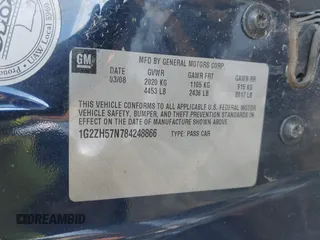 GM
MFD BY GENERAL MOTORS CORP
DATE GVWR GAWR FRT GAWR RR
03/08 2020 KG 1105 KG 915 KG
4453 LB 2436 LB 2017 LB
THIS VEHICLE CONFORMS TO ALL APPLICABLE U.S. FEDERAL
MOTOR VEHICLE SAFETY, BUMPER, AND THEFT
PREVENTION STANDARDS IN EFFECT ON THE DATE OF
MANUFACTURE SHOWN ABOVE.
1G2ZH57N784248866 TYPE: PASS CAR
© DREAMBID